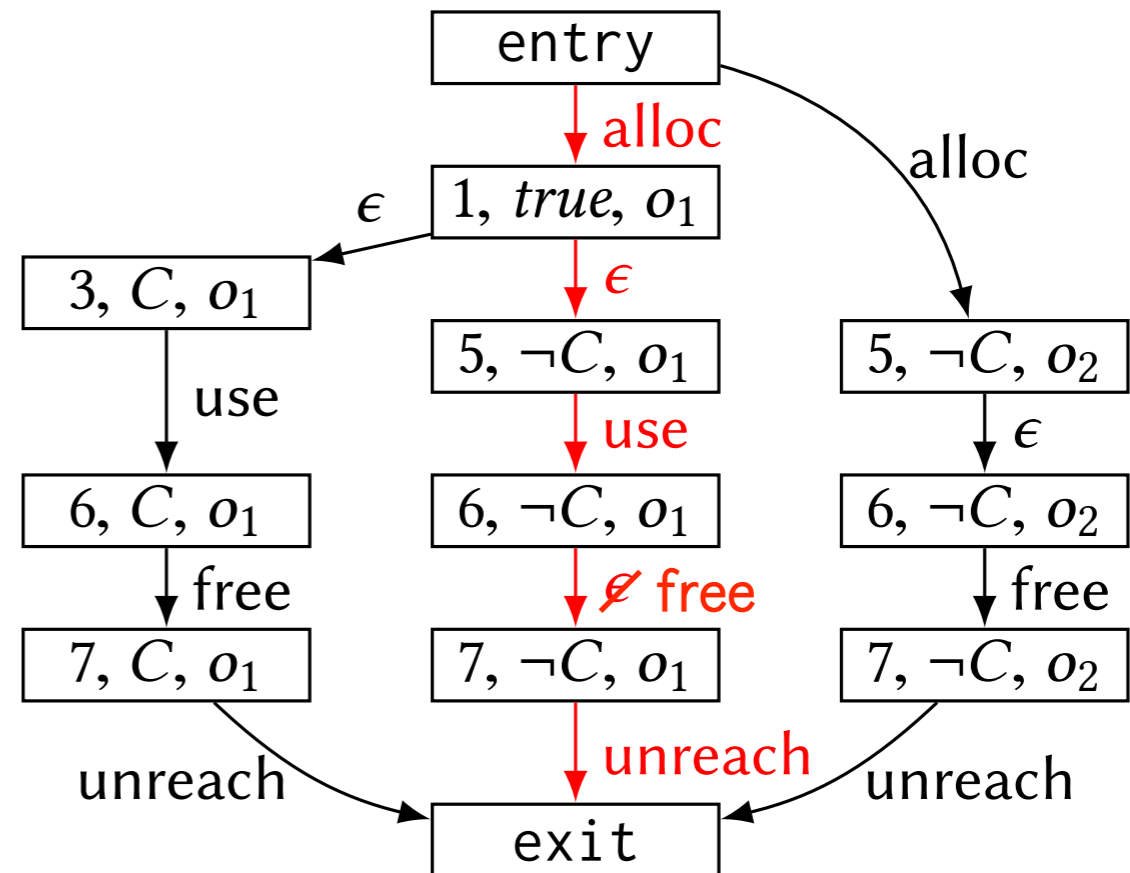 entry
alloc
alloc
1, true, o₁
ϵ
3, C, o₁
ϵ
5, ¬C, o₁
5, ¬C, o₂
use
use
ϵ
6, C, o₁
6, ¬C, o₁
6, ¬C, o₂
free
ϵ free
free
7, C, o₁
7, ¬C, o₁
7, ¬C, o₂
unreach
unreach
unreach
exit